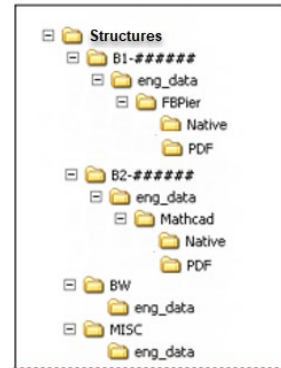 Structures
B1-######
eng_data
FBPier
Native
PDF
B2-######
eng_data
Mathcad
Native
PDF
BW
eng_data
MISC
eng_data